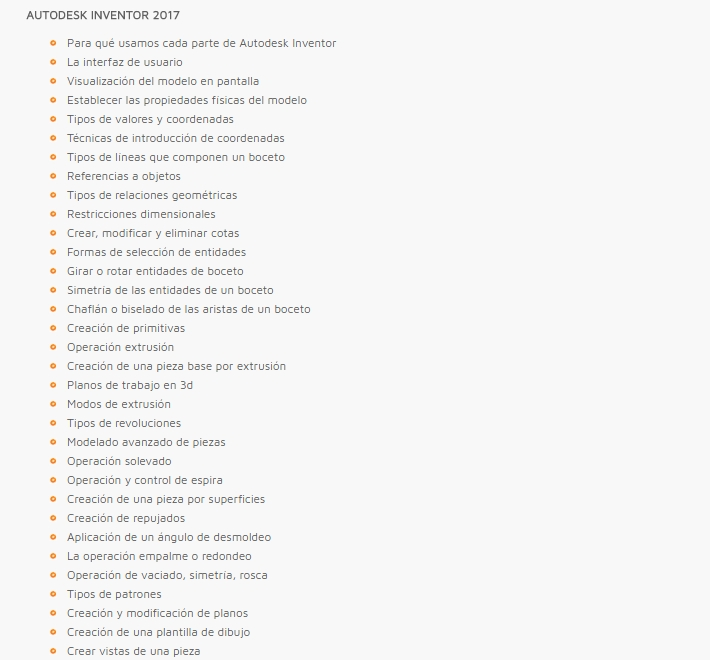 AUTODESK INVENTOR 2017
Para qué usamos cada parte de Autodesk Inventor
La interfaz de usuario
Visualización del modelo en pantalla
Establecer las propiedades físicas del modelo
Tipos de valores y coordenadas
Técnicas de introducción de coordenadas
Tipos de líneas que componen un boceto
Referencias a objetos
Tipos de relaciones geométricas
Restricciones dimensionales
Crear, modificar y eliminar cotas
Formas de selección de entidades
Girar o rotar entidades de boceto
Simetría de las entidades de un boceto
Chaflán o biselado de las aristas de un boceto
Creación de primitivas
Operación extrusión
Creación de una pieza base por extrusión
Planos de trabajo en 3d
Modos de extrusión
Tipos de revoluciones
Modelado avanzado de piezas
Operación solevado
Operación y control de espira
Creación de una pieza por superficies
Creación de repujados
Aplicación de un ángulo de desmoldeo
La operación empalme o redondeo
Operación de vaciado, simetría, rosca
Tipos de patrones
Creación y modificación de planos
Creación de una plantilla de dibujo
Crear vistas de una pieza